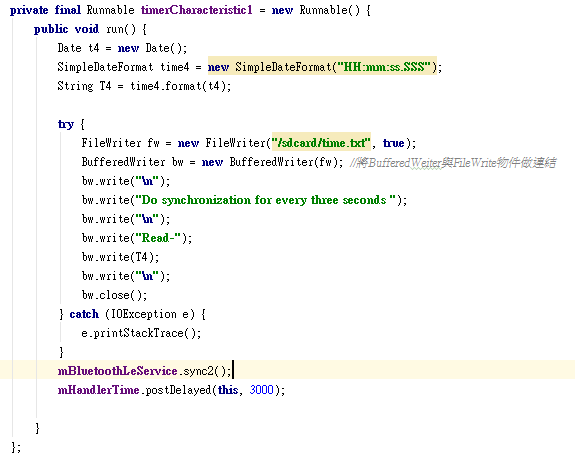 private final Runnable timerCharacteristic1 = new Runnable() {
    public void run() {
        Date t4 = new Date();
        SimpleDateFormat time4 = new SimpleDateFormat("HH:mm:ss.SSS");
        String T4 = time4.format(t4);
        try {
            FileWriter fw = new FileWriter("/sdcard/time.txt", true);
            BufferedWriter bw = new BufferedWriter(fw); //將BufferedWeiter與FileWrite物件做連結
            bw.write("\n");
            bw.write("Do synchronization for every three seconds ");
            bw.write("\n");
            bw.write("Read-");
            bw.write(T4);
            bw.write("\n");
            bw.close();
        } catch (IOException e) {
            e.printStackTrace();
        }
        mBluetoothLeService.sync2();
        mHandlerTime.postDelayed(this, 3000);
    }
};